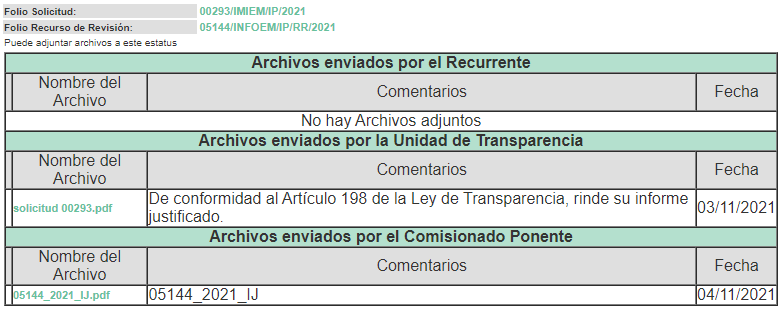 Folio Solicitud: 00293/IMIEM/IP/2021
Folio Recurso de Revisión: 05144/INFOEM/IP/RR/2021
Puede adjuntar archivos a este estatus
Archivos enviados por el Recurrente
Nombre del Archivo Comentarios Fecha
No hay Archivos adjuntos
Archivos enviados por la Unidad de Transparencia
Nombre del Archivo Comentarios Fecha
solicitud 00293.pdf De conformidad al Artículo 198 de la Ley de Transparencia, rinde su informe justificado. 03/11/2021
Archivos enviados por el Comisionado Ponente
Nombre del Archivo Comentarios Fecha
05144_2021_IJ.pdf 05144_2021_IJ 04/11/2021